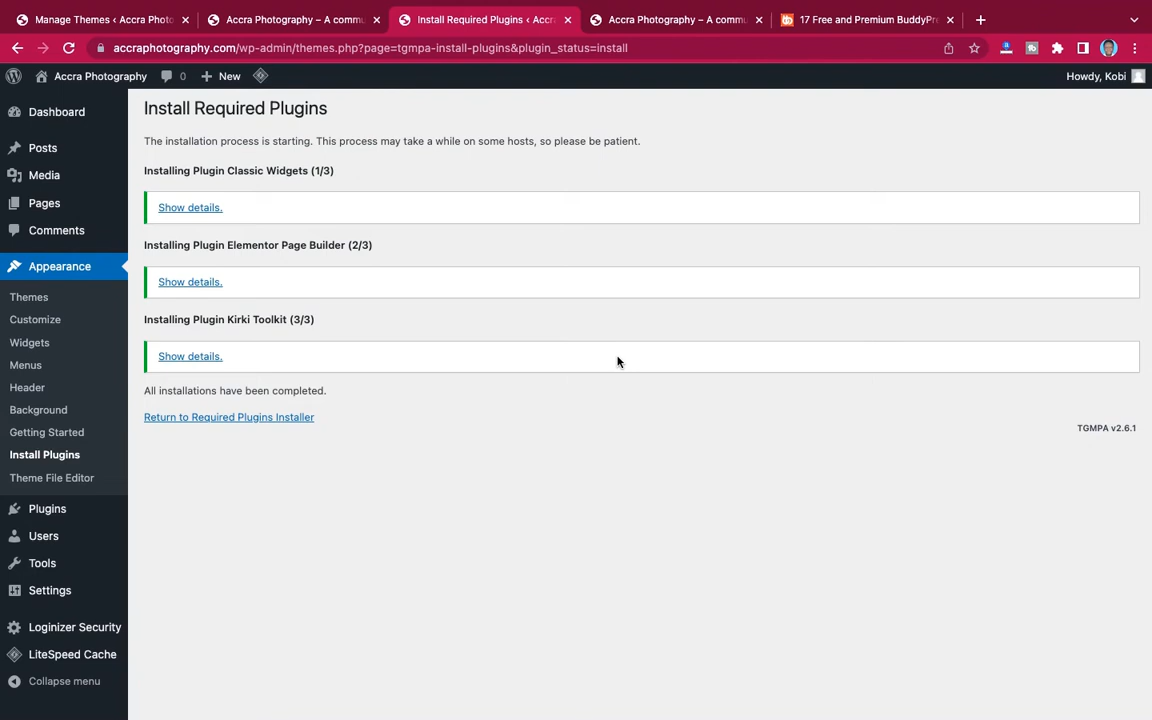 Manage Themes ‹ Accra Photo
Accra Photography – A commu
Install Required Plugins ‹ Accra
Accra Photography – A commu
17 Free and Premium BuddyPre
accraphotography.com/wp-admin/themes.php?page=tgmpa-install-plugins&plugin_status=install
Accra Photography
0
New
Howdy, Kobi
Dashboard
Posts
Media
Pages
Comments
Appearance
Themes
Customize
Widgets
Menus
Header
Background
Getting Started
Install Plugins
Theme File Editor
Plugins
Users
Tools
Settings
Loginizer Security
LiteSpeed Cache
Collapse menu
Install Required Plugins
The installation process is starting. This process may take a while on some hosts, so please be patient.
Installing Plugin Classic Widgets (1/3)
Show details.
Installing Plugin Elementor Page Builder (2/3)
Show details.
Installing Plugin Kirki Toolkit (3/3)
Show details.
All installations have been completed.
Return to Required Plugins Installer
TGMPA v2.6.1